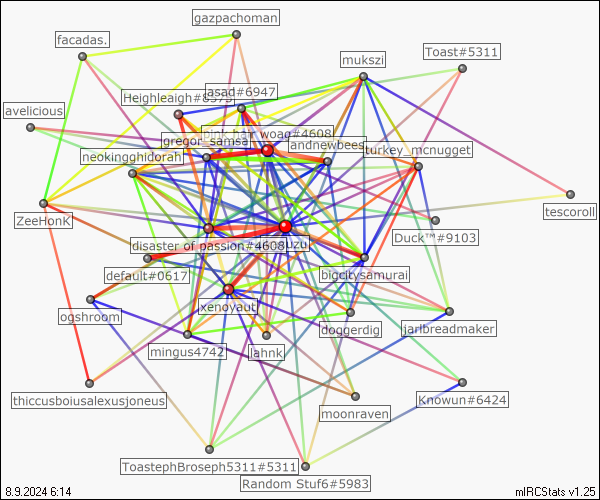 gazpachoman
facadas.
mukszi
Toast#5311
Heighleaigh#8375
asad#6947
avelicious
pink hair woag#4608
gregor_samsa
andnewbees
turkey_mcnugget
neokingghidorah
tescoroll
ZeeHonK
Duck™#9103
disaster of passion#4608
default#0617
bigcitysamurai
xenoyaut
ogshroom
doggerdig
jarlbreadmaker
mingus4742
lahnk
thiccusboiusalexusjoneus
Knowun#6424
moonraven
ToastephBroseph5311#5311
Random Stuf6#5983
8.9.2024 6:14
mIRCStats v1.25